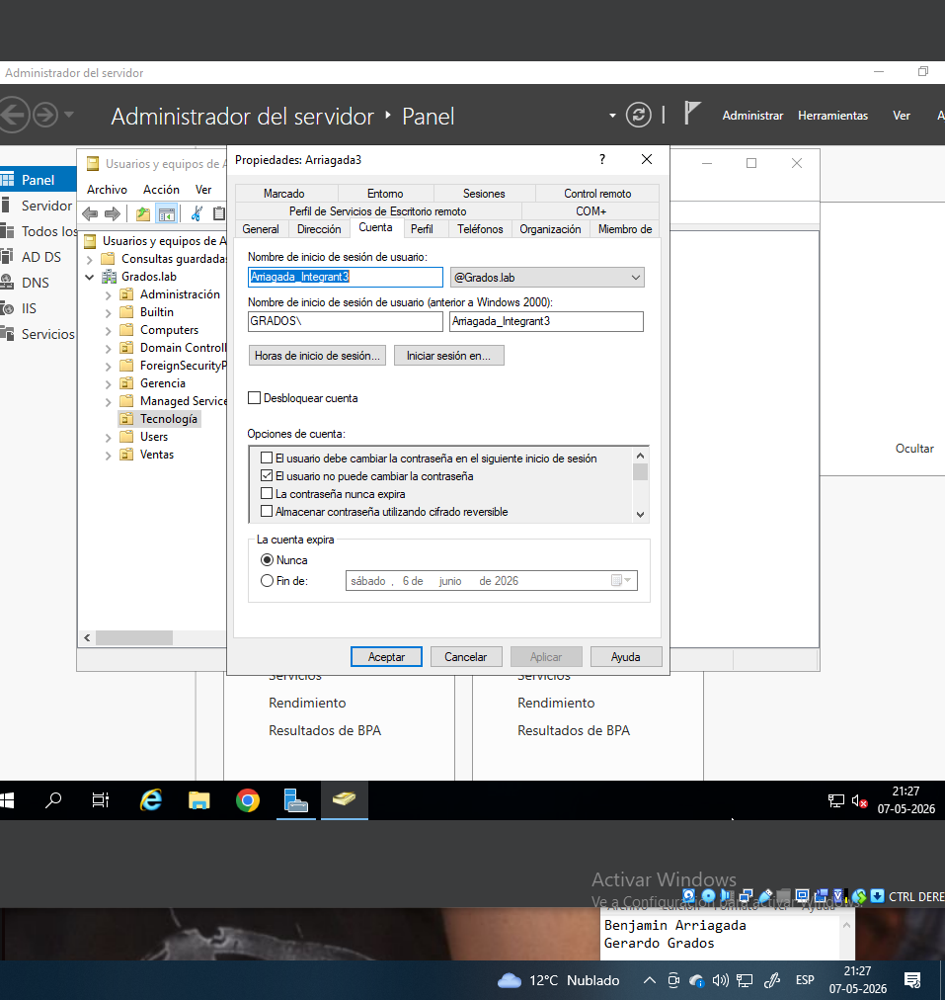 Administrador del servidor
Administrador del servidor
Panel
Administrar
Herramientas
Ver
A
Panel
Servidor
Todos los
AD DS
DNS
IIS
Servicios
Usuarios y equipos de A
Archivo
Acción
Ver
Usuarios y equipos de A
Consultas guardadas
Grados.lab
Administración
Builtin
Computers
Domain Controll
ForeignSecurityP
Gerencia
Managed Service
Tecnología
Users
Ventas
Propiedades: Arriagada3
?
Marcado
Entorno
Sesiones
Control remoto
Perfil de Servicios de Escritorio remoto
COM+
General
Dirección
Cuenta
Perfil
Teléfonos
Organización
Miembro de
Nombre de inicio de sesión de usuario:
Arriagada_Integrant3
@Grados.lab
Nombre de inicio de sesión de usuario (anterior a Windows 2000):
GRADOS\
Arriagada_Integrant3
Horas de inicio de sesión...
Iniciar sesión en...
Desbloquear cuenta
Opciones de cuenta:
El usuario debe cambiar la contraseña en el siguiente inicio de sesión
El usuario no puede cambiar la contraseña
La contraseña nunca expira
Almacenar contraseña utilizando cifrado reversible
La cuenta expira
Nunca
Fin de:
sábado , 6 de junio de 2026
Aceptar
Cancelar
Aplicar
Ayuda
Ocultar
Servicios
Rendimiento
Resultados de BPA
Servicios
Rendimiento
Resultados de BPA
21:27
07-05-2026
Activar Windows
Ve a Configuración para activar Windows.
CTRL DERE
Archivo Edición Formato Ver Ayuda
Benjamin Arriagada
Gerardo Grados
12°C Nublado
ESP
21:27
07-05-2026